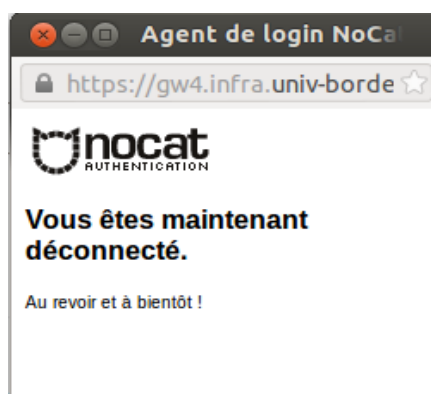 Agent de login NoCa
https://gw4.infra.univ-borde
nocat
AUTHENTICATION
Vous êtes maintenant
déconnecté.
Au revoir et à bientôt !